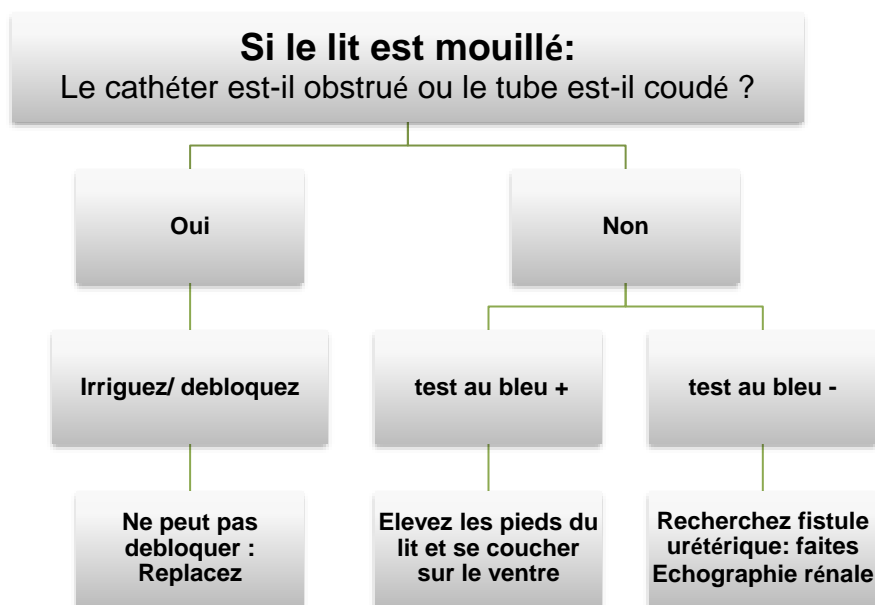 Si le lit est mouillé:
Le cathéter est-il obstrué ou le tube est-il coudé ?
Oui
Non
Irriguez/ debloquez
test au bleu +
test au bleu -
Ne peut pas
debloquer :
Replacez
Elevez les pieds du
lit et se coucher
sur le ventre
Recherchez fistule
urétérique: faites
Echographie rénale